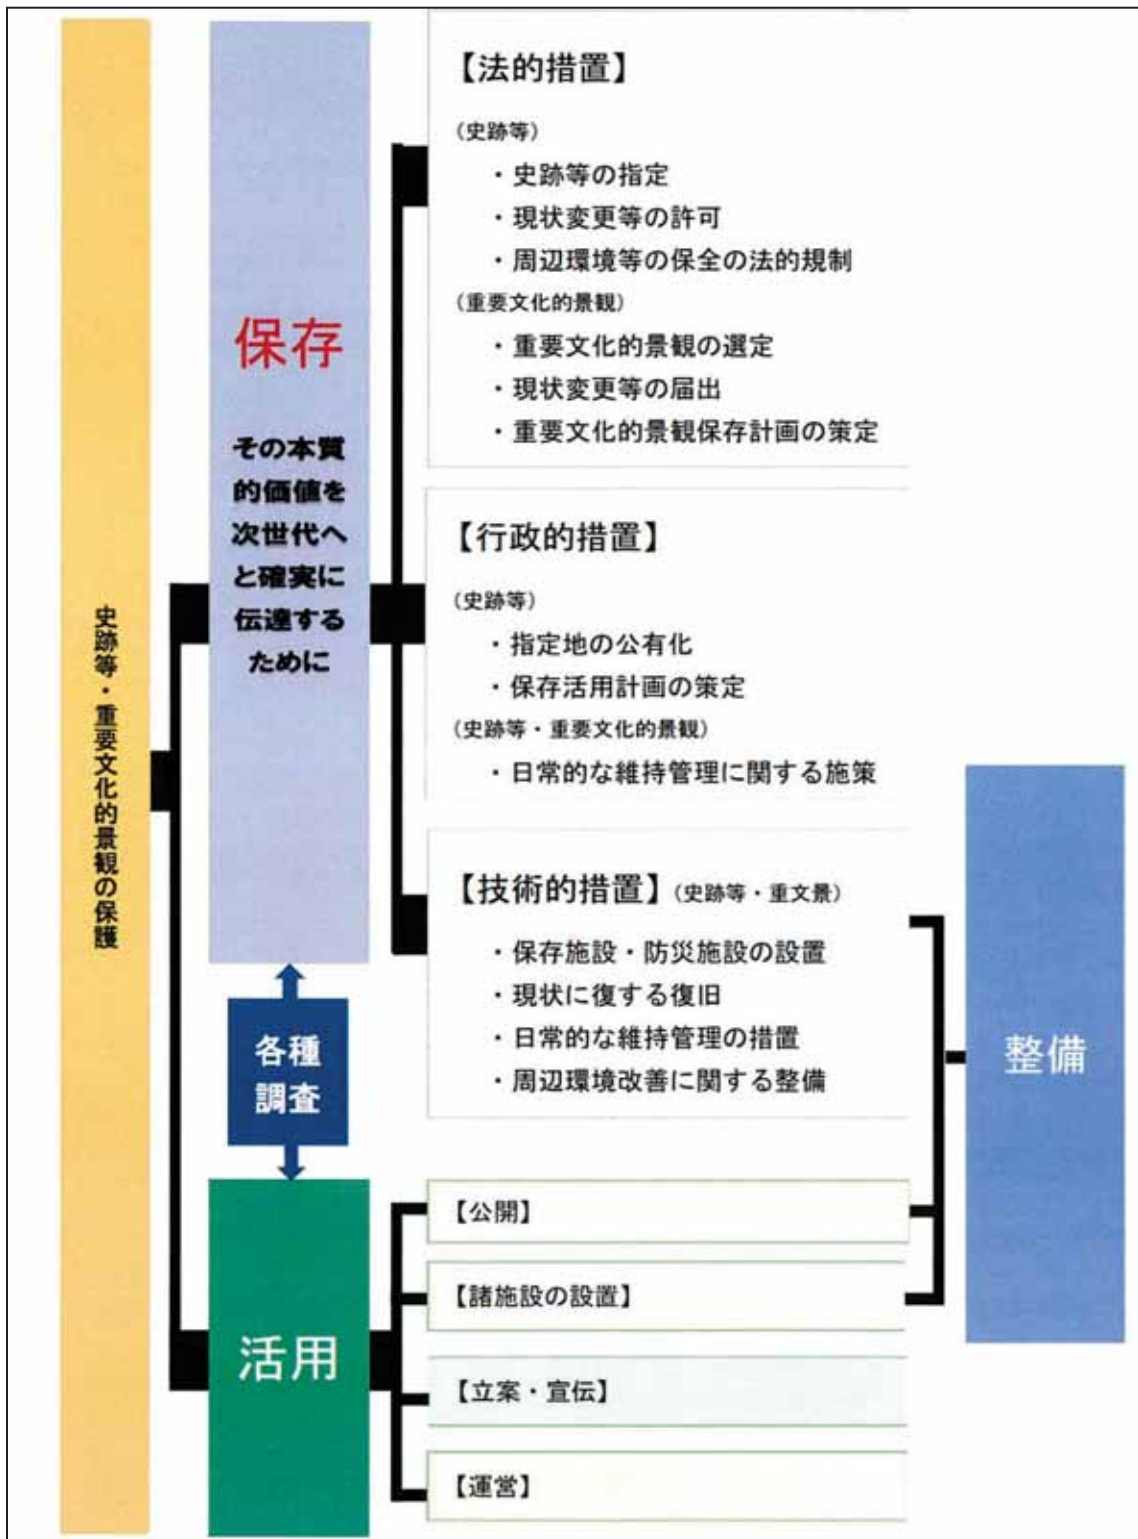 史跡等・重要文化的景観の保護
保存
その本質
的価値を
次世代へ
と確実に
伝達する
ために
【法的措置】
(史跡等)
・史跡等の指定
・現状変更等の許可
・周辺環境等の保全の法的規制
(重要文化的景観)
・重要文化的景観の選定
・現状変更等の届出
・重要文化的景観保存計画の策定
【行政的措置】
(史跡等)
・指定地の公有化
・保存活用計画の策定
(史跡等・重要文化的景観)
・日常的な維持管理に関する施策
【技術的措置】(史跡等・重文景)
・保存施設・防災施設の設置
・現状に復する復旧
・日常的な維持管理の措置
・周辺環境改善に関する整備
各種
調査
活用
【公開】
【諸施設の設置】
【立案・宣伝】
【運営】
整備